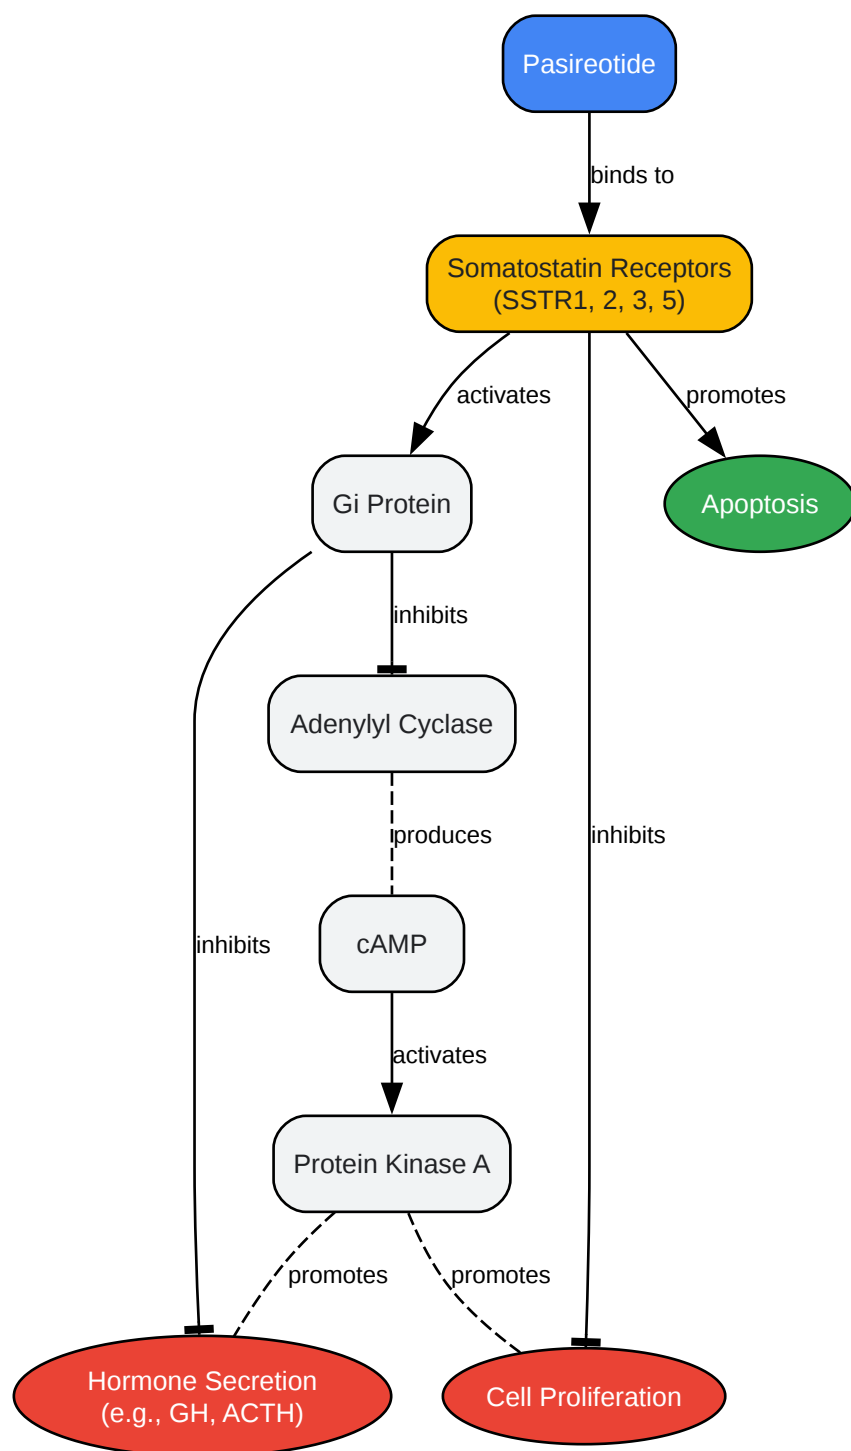 Pasireotide
binds to
Somatostatin Receptors
(SSTR1, 2, 3, 5)
activates
promotes
Gi Protein
Apoptosis
inhibits
Adenylyl Cyclase
produces
inhibits
cAMP
inhibits
activates
Protein Kinase A
promotes
promotes
Hormone Secretion
(e.g., GH, ACTH)
Cell Proliferation